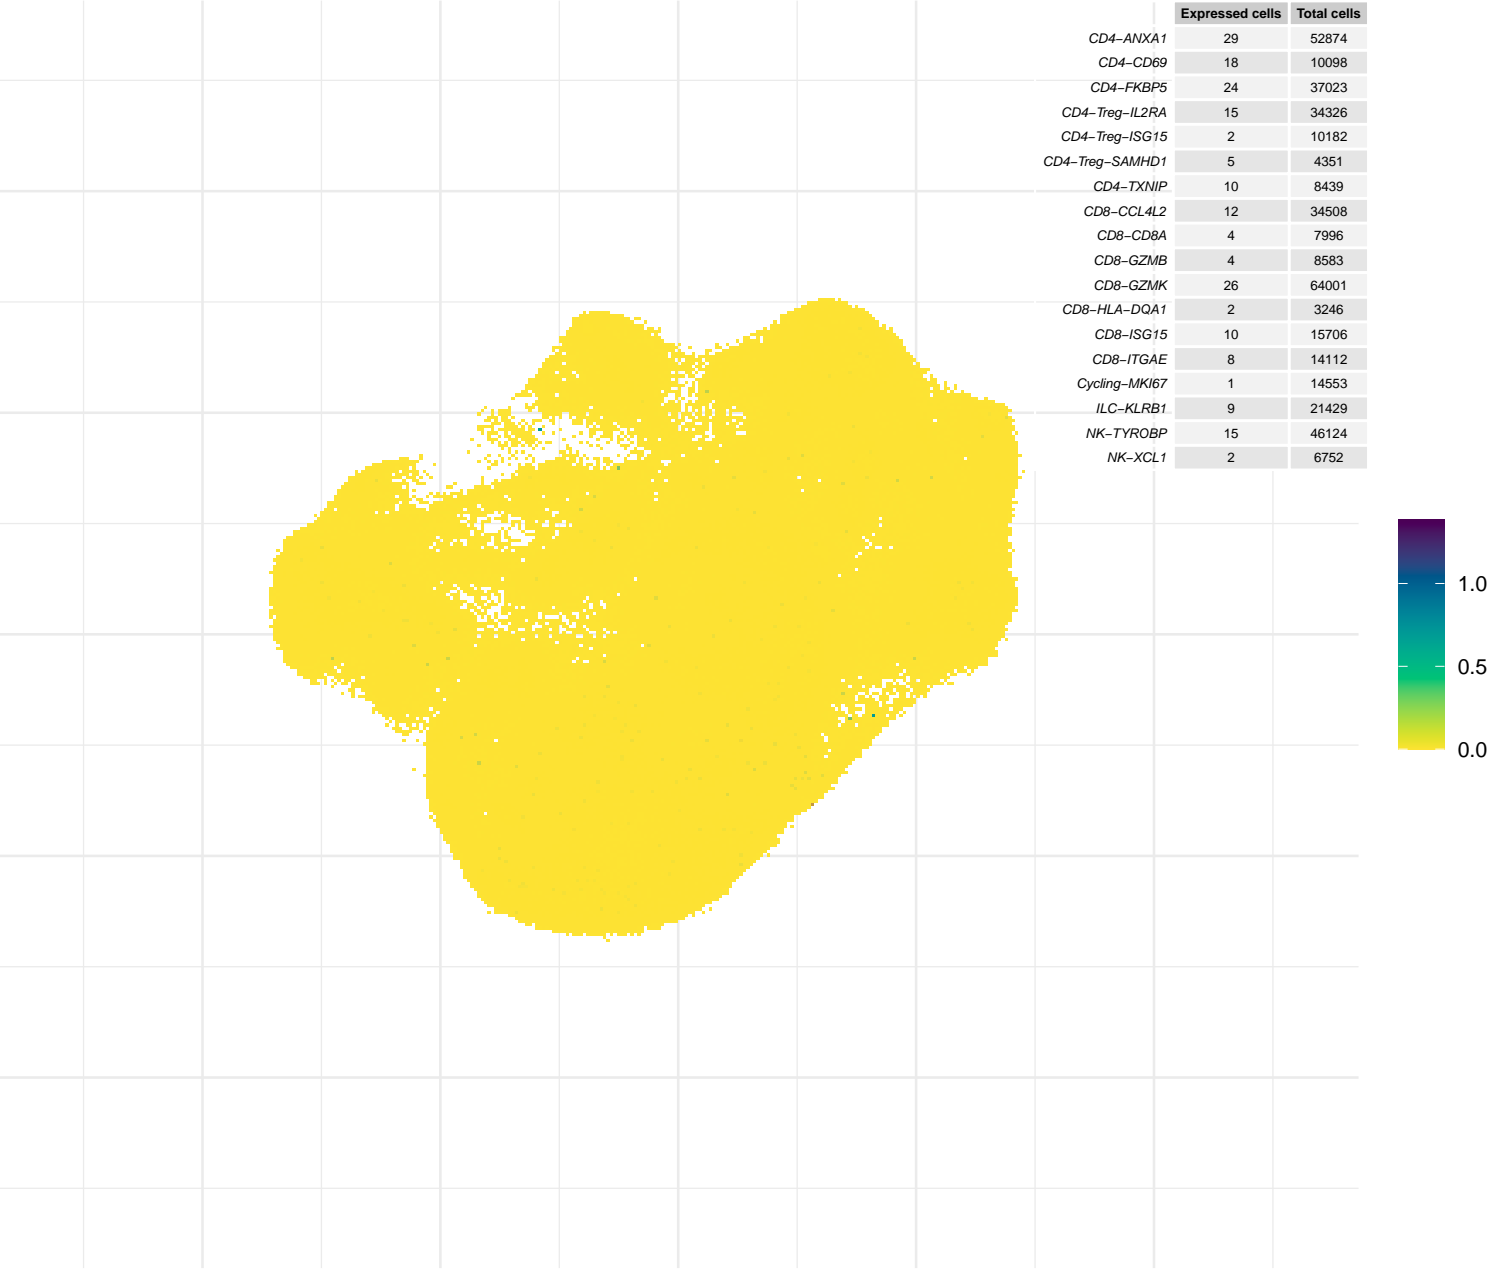 Expressed cells Total cells
CD4−ANXA1 29 52874
CD4−CD69 18 10098
CD4−FKBP5 24 37023
CD4−Treg−IL2RA 15 34326
CD4−Treg−ISG15 2 10182
CD4−Treg−SAMHD1 5 4351
CD4−TXNIP 10 8439
CD8−CCL4L2 12 34508
CD8−CD8A 4 7996
CD8−GZMB 4 8583
CD8−GZMK 26 64001
CD8−HLA−DQA1 2 3246
CD8−ISG15 10 15706
CD8−ITGAE 8 14112
Cycling−MKI67 1 14553
ILC−KLRB1 9 21429
NK−TYROBP 15 46124
NK−XCL1 2 6752
1.0
0.5
0.0